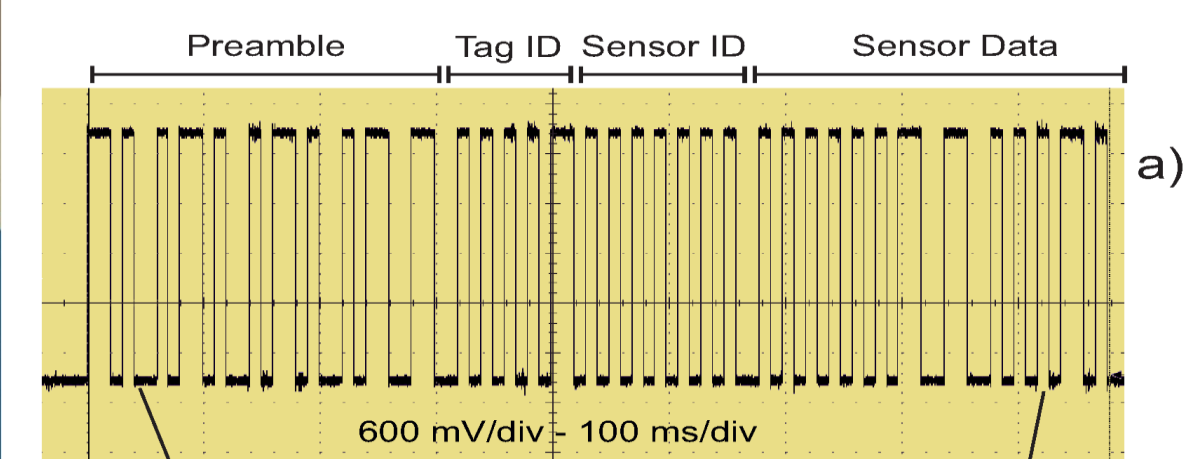 Preamble Tag ID Sensor ID Sensor Data
a)
600 mV/div - 100 ms/div